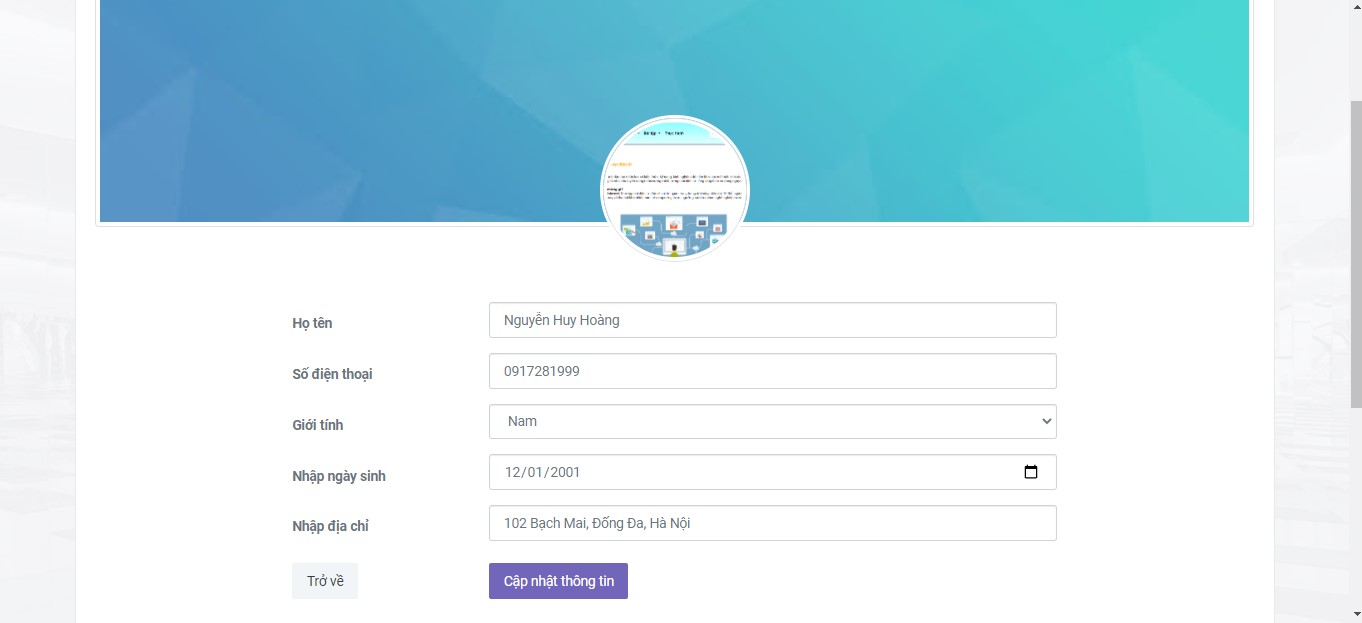 Họ tên
Nguyễn Huy Hoàng
Số điện thoại
0917281999
Giới tính
Nam
Nhập ngày sinh
12/01/2001
Nhập địa chỉ
102 Bạch Mai, Đống Đa, Hà Nội
Trở về
Cập nhật thông tin